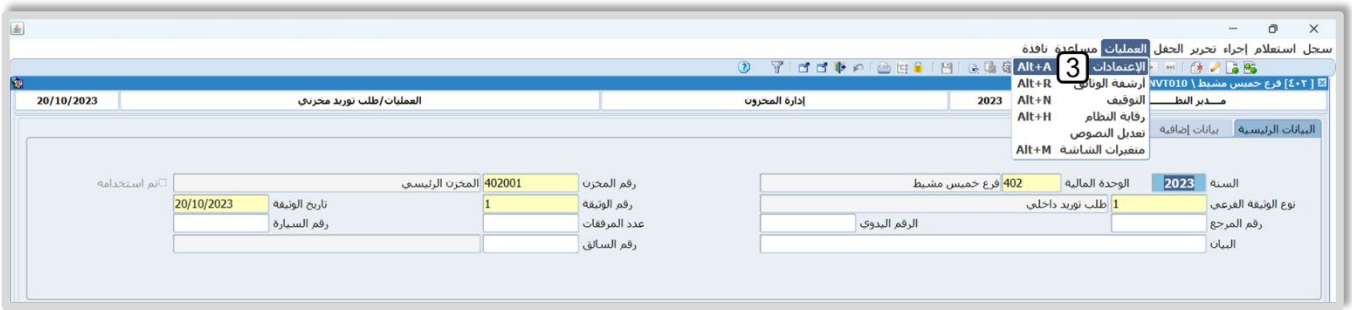 سجل استعلام إجراء تحرير الحقل العمليات مساعدة نافذة
الإعتمادات Alt+A
3
أرشفة الوثائق Alt+R
التوقيف Alt+N
رقابة النظام Alt+H
تعديل النصوص
متغيرات الشاشة Alt+M
[٤٠٢] فرع خميس مشيط \ NVT010
مـــدير النظـــــــ 2023 إدارة المخزون العمليات/طلب توريد مخزني 20/10/2023
البيانات الرئيسية بيانات إضافية
السنة 2023 الوحدة المالية 402 فرع خميس مشيط رقم المخزن 402001 المخزن الرئيسي تم استخدامه
نوع الوثيقة الفرعي 1 طلب توريد داخلي رقم الوثيقة 1 تاريخ الوثيقة 20/10/2023
رقم المرجع الرقم اليدوي عدد المرفقات رقم السيارة
البيان رقم السائق